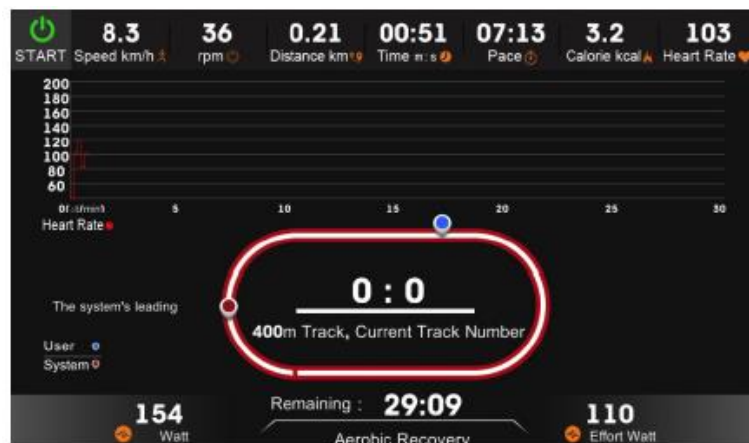 8.3 36 0.21 00:51 07:13 3.2 103
START Speed km/h rpm Distance km Time m:s Pace Calorie kcal Heart Rate
200
180
160
140
120
100
80
60
5 10 15 20 25 30
Heart Rate
0 : 0
The system's leading
400m Track, Current Track Number
User
System
154 Remaining : 29:09 110
Watt Aerobic Recovery Effort Watt